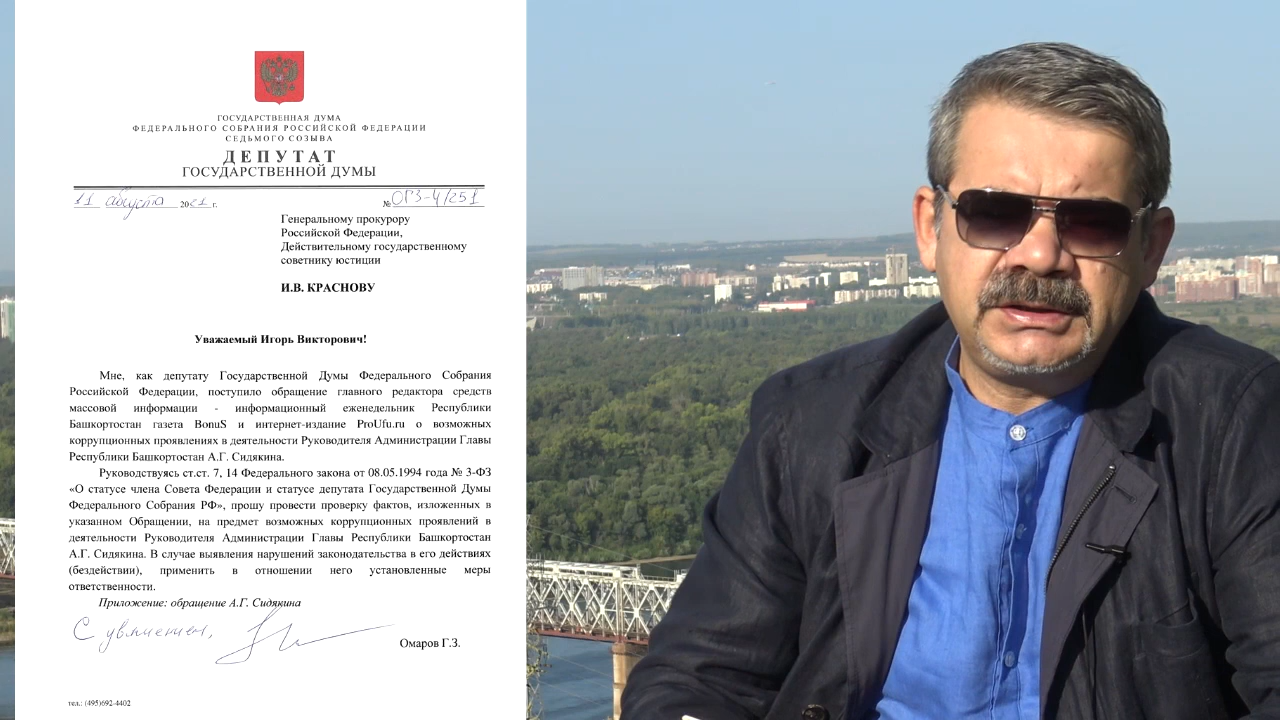 ГОСУДАРСТВЕННАЯ ДУМА
ФЕДЕРАЛЬНОГО СОБРАНИЯ РОССИЙСКОЙ ФЕДЕРАЦИИ
СЕДЬМОГО СОЗЫВА
ДЕПУТАТ
ГОСУДАРСТВЕННОЙ ДУМЫ
11 августа 2021 г. № ОГЗ-4/251
Генеральному прокурору
Российской Федерации,
Действительному государственному
советнику юстиции
И.В. КРАСНОВУ
Уважаемый Игорь Викторович!
Мне, как депутату Государственной Думы Федерального Собрания
Российской Федерации, поступило обращение главного редактора средств
массовой информации - информационный еженедельник Республики
Башкортостан газета BonuS и интернет-издание ProUfu.ru о возможных
коррупционных проявлениях в деятельности Руководителя Администрации Главы
Республики Башкортостан А.Г. Сидякина.
Руководствуясь ст.ст. 7, 14 Федерального закона от 08.05.1994 года № 3-ФЗ
«О статусе члена Совета Федерации и статусе депутата Государственной Думы
Федерального Собрания РФ», прошу провести проверку фактов, изложенных в
указанном Обращении, на предмет возможных коррупционных проявлений в
деятельности Руководителя Администрации Главы Республики Башкортостан
А.Г. Сидякина. В случае выявления нарушений законодательства в его действиях
(бездействии), применить в отношении него установленные меры
ответственности.
Приложение: обращение А.Г. Сидякина
С уважением,
Омаров Г.З.
тел.: (495)692-4402